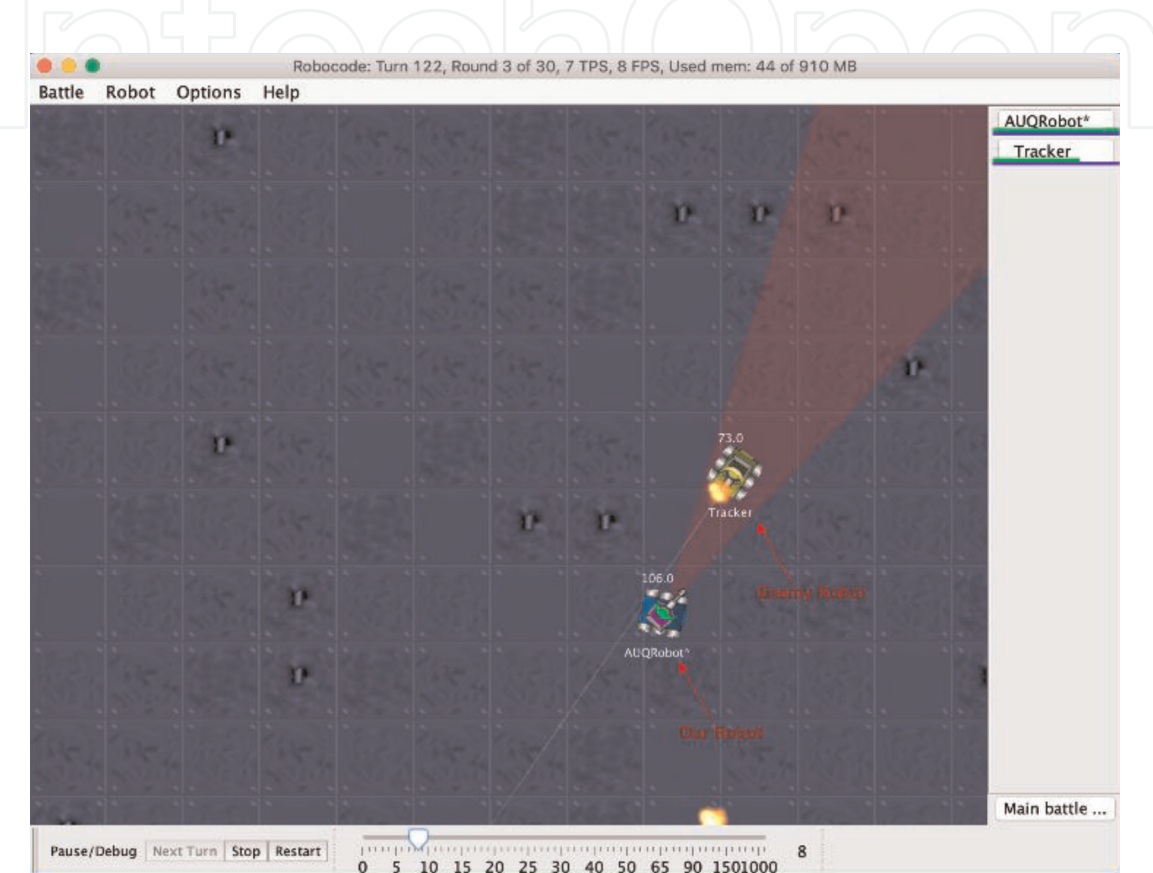 IntechOpen
Robocode: Turn 122, Round 3 of 30, 7 TPS, 8 FPS, Used mem: 44 of 910 MB
Battle Robot Options Help
AUQRobot*
Tracker
73.0
Tracker
Enemy Robot
106.0
AUQRobot*
Our Robot
Main battle ...
Pause/Debug Next Turn Stop Restart 8
0 5 10 15 20 25 30 40 50 65 90 1501000